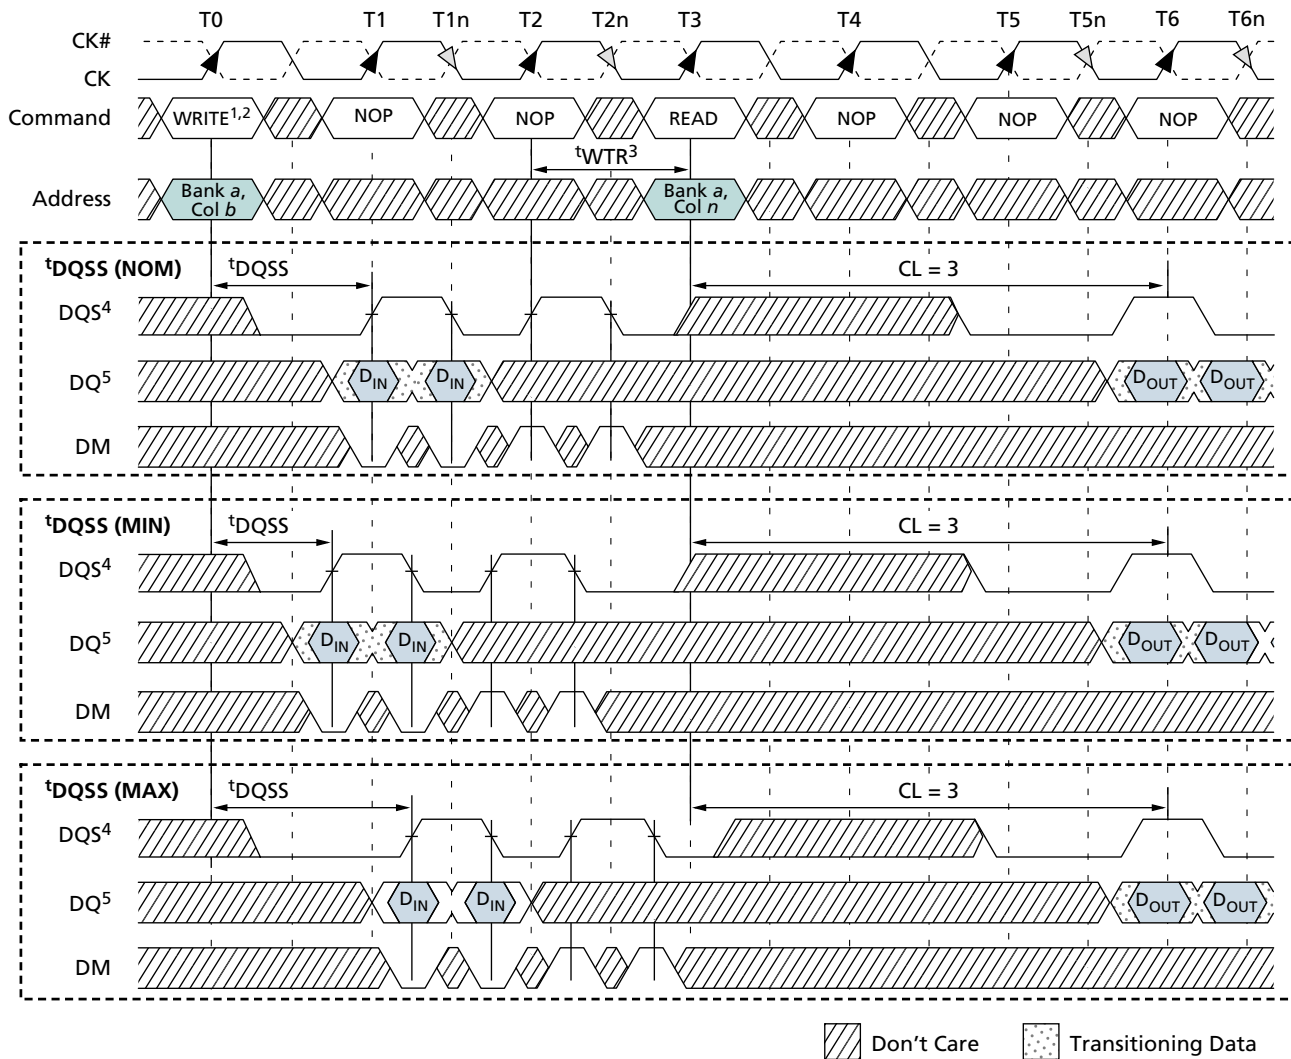 T0 T1 T1n T2 T2n T3 T4 T5 T5n T6 T6n
CK#
CK
Command WRITE1,2 NOP NOP READ NOP NOP NOP
tWTR3
Address Bank a, Col b Bank a, Col n
tDQSS (NOM) tDQSS CL = 3
DQS4
DQ5 DIN DIN DOUT DOUT
DM
tDQSS (MIN) tDQSS CL = 3
DQS4
DQ5 DIN DIN DOUT DOUT
DM
tDQSS (MAX) tDQSS CL = 3
DQS4
DQ5 DIN DIN DOUT DOUT
DM
Don't Care Transitioning Data